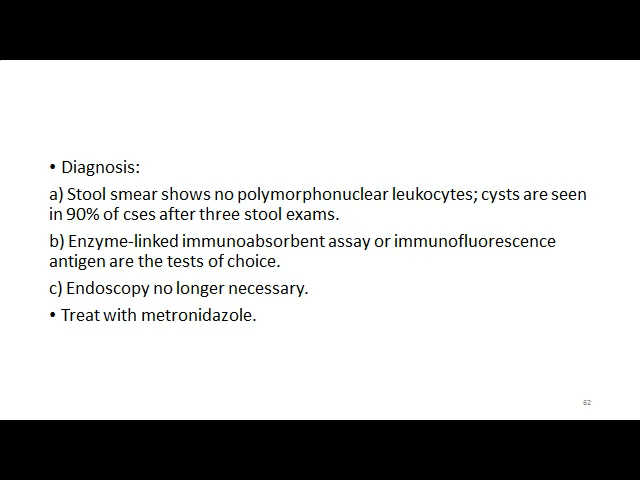 • Diagnosis:
a) Stool smear shows no polymorphonuclear leukocytes; cysts are seen
in 90% of cses after three stool exams.
b) Enzyme-linked immunoabsorbent assay or immunofluorescence
antigen are the tests of choice.
c) Endoscopy no longer necessary.
• Treat with metronidazole.
62